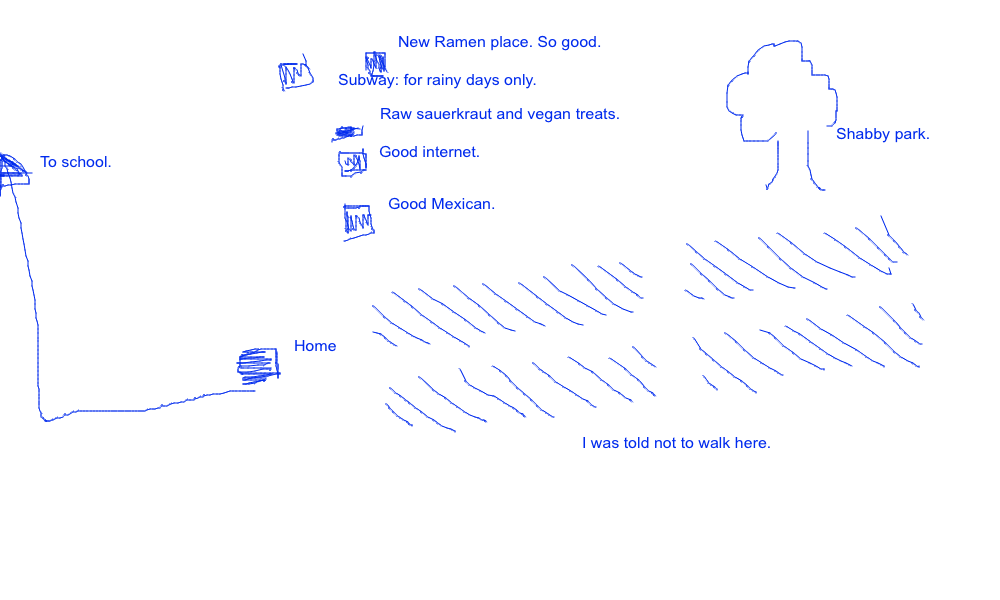 New Ramen place. So good.
Subway: for rainy days only.
Raw sauerkraut and vegan treats.
Shabby park.
Good internet.
To school.
Good Mexican.
Home
I was told not to walk here.